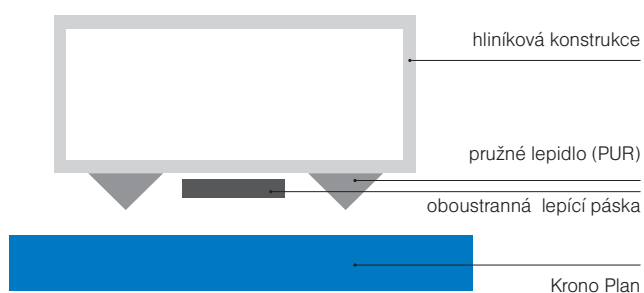 hliníková konstrukce
pružné lepidlo (PUR)
oboustranná lepící páska
Krono Plan